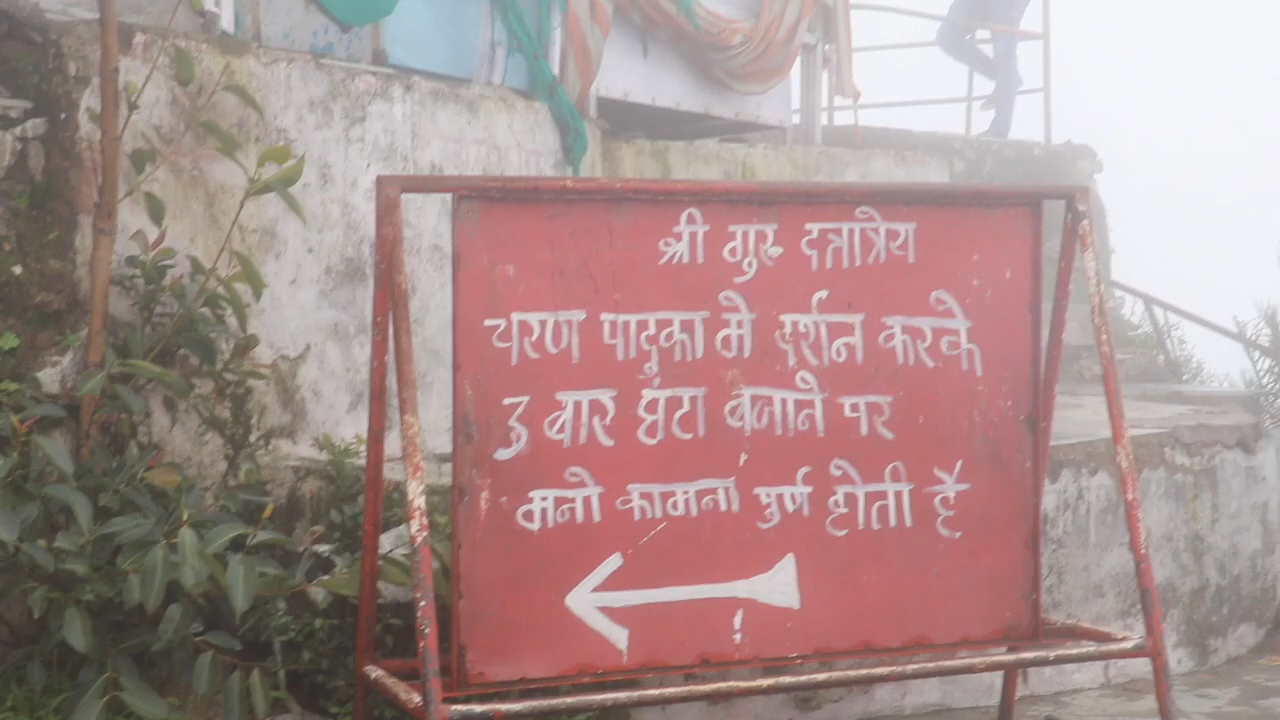 श्री गुरु दत्तात्रेय
चरण पादुका मे दर्शन करके
3 बार घंटा बजाने पर
मनो कामना पुर्ण होती है